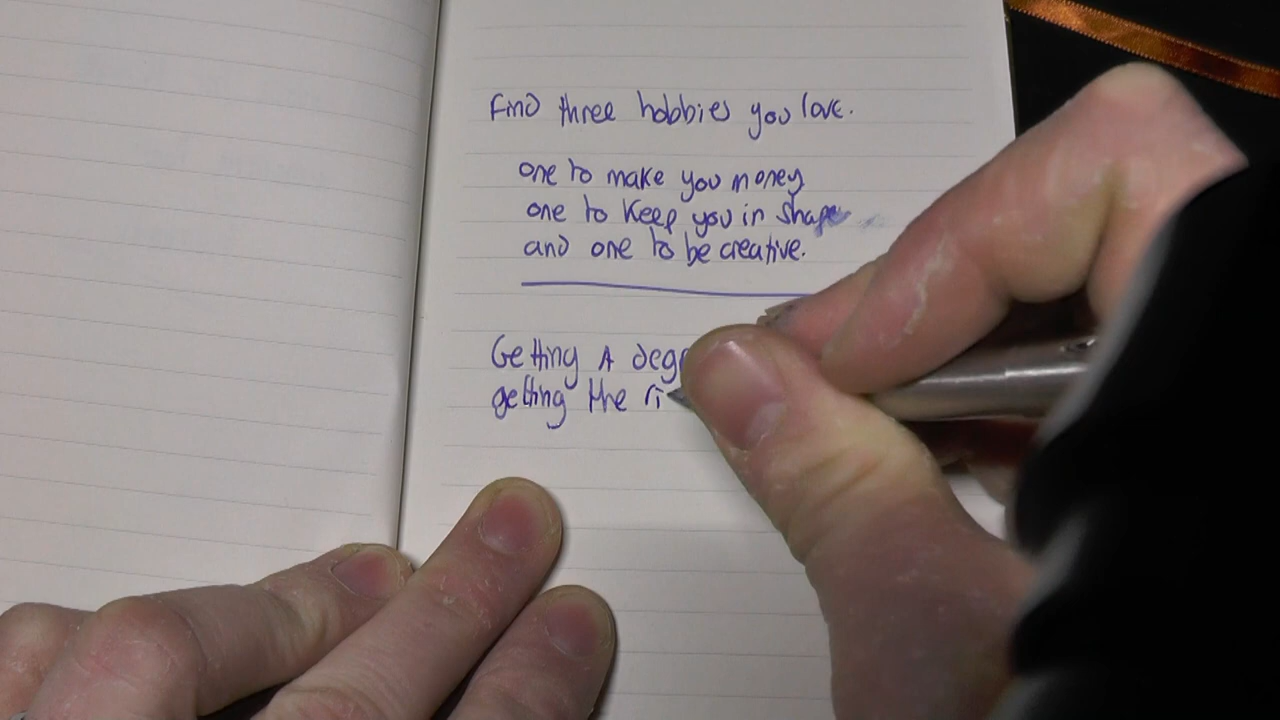 Find three hobbies you love.
one to make you money
one to keep you in shape
and one to be creative.
Getting A
getting the